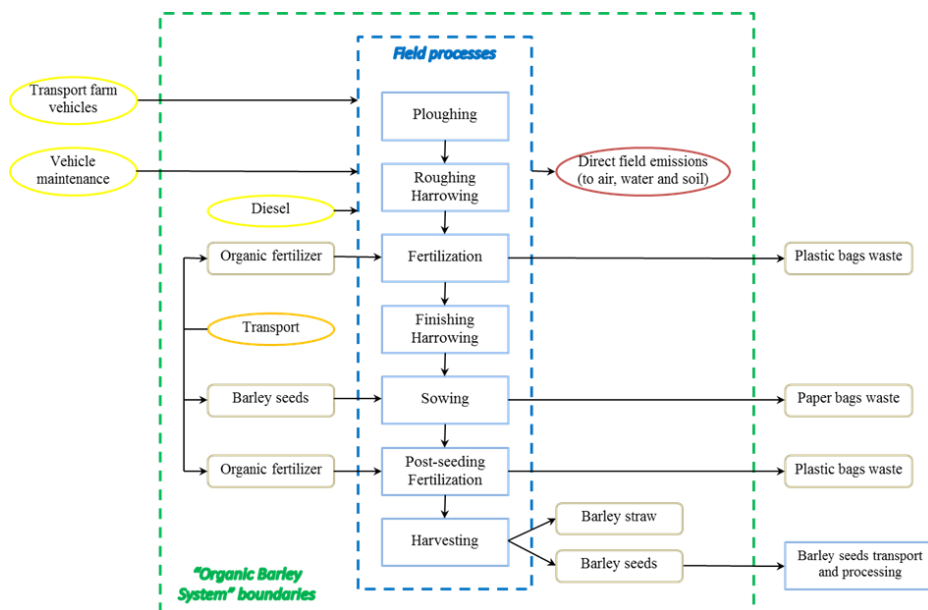 Field processes
Transport farm
vehicles
Ploughing
Vehicle
maintenance
Roughing
Harrowing
Direct field emissions
(to air, water and soil)
Diesel
Organic fertilizer
Fertilization
Plastic bags waste
Transport
Finishing
Harrowing
Barley seeds
Sowing
Paper bags waste
Organic fertilizer
Post-seeding
Fertilization
Plastic bags waste
Barley straw
Harvesting
Barley seeds
Barley seeds transport
and processing
"Organic Barley
System" boundaries